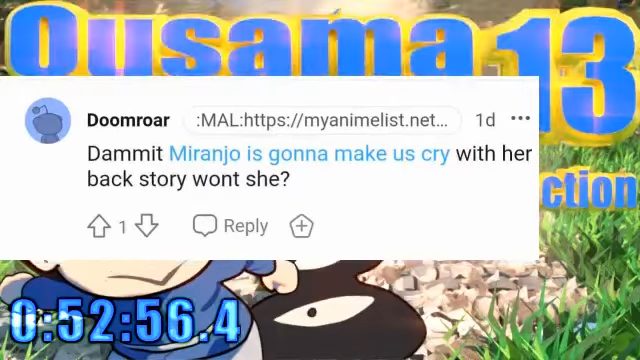 Ousama 13
Doomroar :MAL:https://myanimelist.net... 1d ...
Dammit Miranjo is gonna make us cry with her
back story wont she?
ction
1 Reply
0:52:56.4